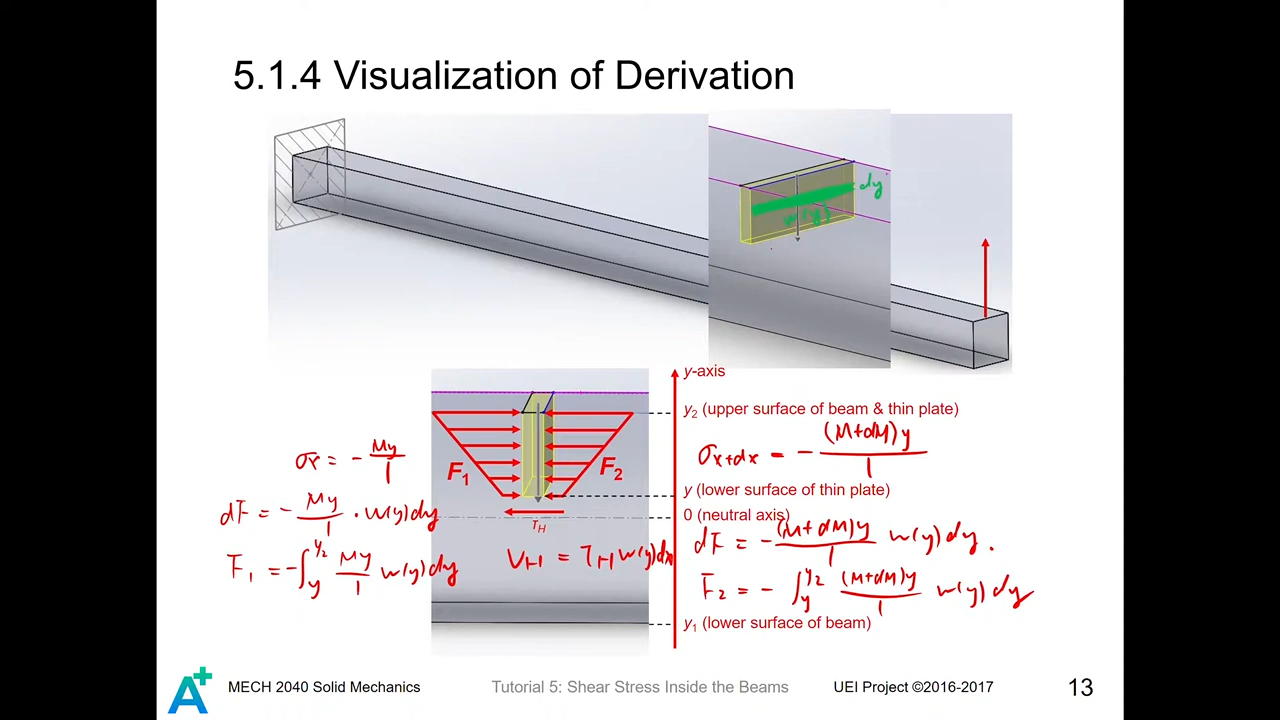 5.1.4 Visualization of Derivation
dy
w(y)
y-axis
y2 (upper surface of beam & thin plate)
σx = - My/I
F1
F2
σx+dx = - (M+dM)y/I
y (lower surface of thin plate)
dF = - My/I · w(y)dy
τH
0 (neutral axis)
dF = - (M+dM)y/I w(y)dy.
F1 = -∫y^y2 My/I w(y)dy
VH = τH w(y)dx
F2 = - ∫y^y2 (M+dM)y/I w(y)dy
y1 (lower surface of beam)
A+
MECH 2040 Solid Mechanics
Tutorial 5: Shear Stress Inside the Beams
UEI Project ©2016-2017
13